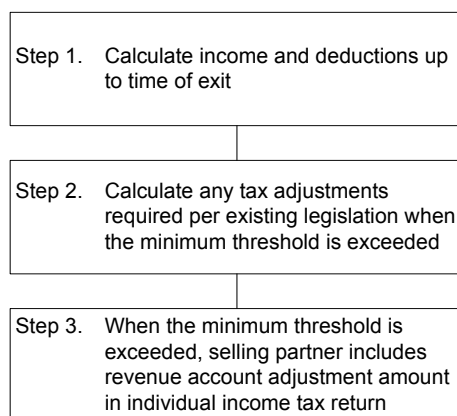 Step 1. Calculate income and deductions up
to time of exit
Step 2. Calculate any tax adjustments
required per existing legislation when
the minimum threshold is exceeded
Step 3. When the minimum threshold is
exceeded, selling partner includes
revenue account adjustment amount
in individual income tax return